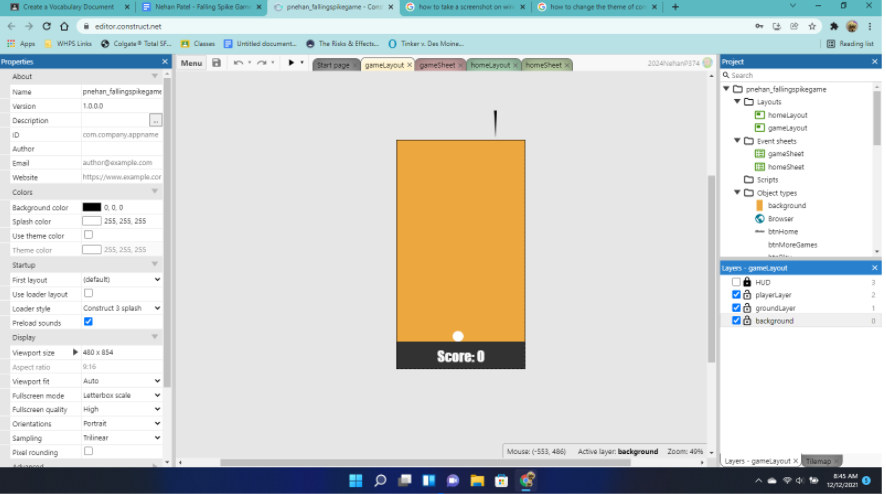 Create a Vocabulary Document
Nehan Patel - Falling Spike Game
pnehan_fallingspikegame - Cons
how to take a screenshot on win
how to change the theme of con
editor.construct.net
Apps
WHPS Links
Colgate® Total SF...
Classes
Untitled document...
The Risks & Effects...
Tinker v. Des Moine...
Reading list
Properties
About
Name pnehan_fallingspikegame
Version 1.0.0.0
Description ...
ID com.company.appname
Author
Email author@example.com
Website https://www.example.cor
Colors
Background color 0, 0, 0
Splash color 255, 255, 255
Use theme color
Theme color 255, 255, 255
Startup
First layout (default)
Use loader layout
Loader style Construct 3 splash
Preload sounds
Display
Viewport size 480 x 854
Aspect ratio 9:16
Viewport fit Auto
Fullscreen mode Letterbox scale
Fullscreen quality High
Orientations Portrait
Sampling Trilinear
Pixel rounding
Advanced
Menu
Start page
gameLayout
gameSheet
homeLayout
homeSheet
2024NehanP374
Score: 0
Mouse: (-553, 486) Active layer: background Zoom: 49%
Project
Search
pnehan_fallingspikegame
Layouts
homeLayout
gameLayout
Event sheets
gameSheet
homeSheet
Scripts
Object types
background
Browser
btnHome
btnMoreGames
Layers - gameLayout
HUD 3
playerLayer 2
groundLayer 1
background 0
Layers - gameLayout
Tilemap
8:45 AM
12/12/2021